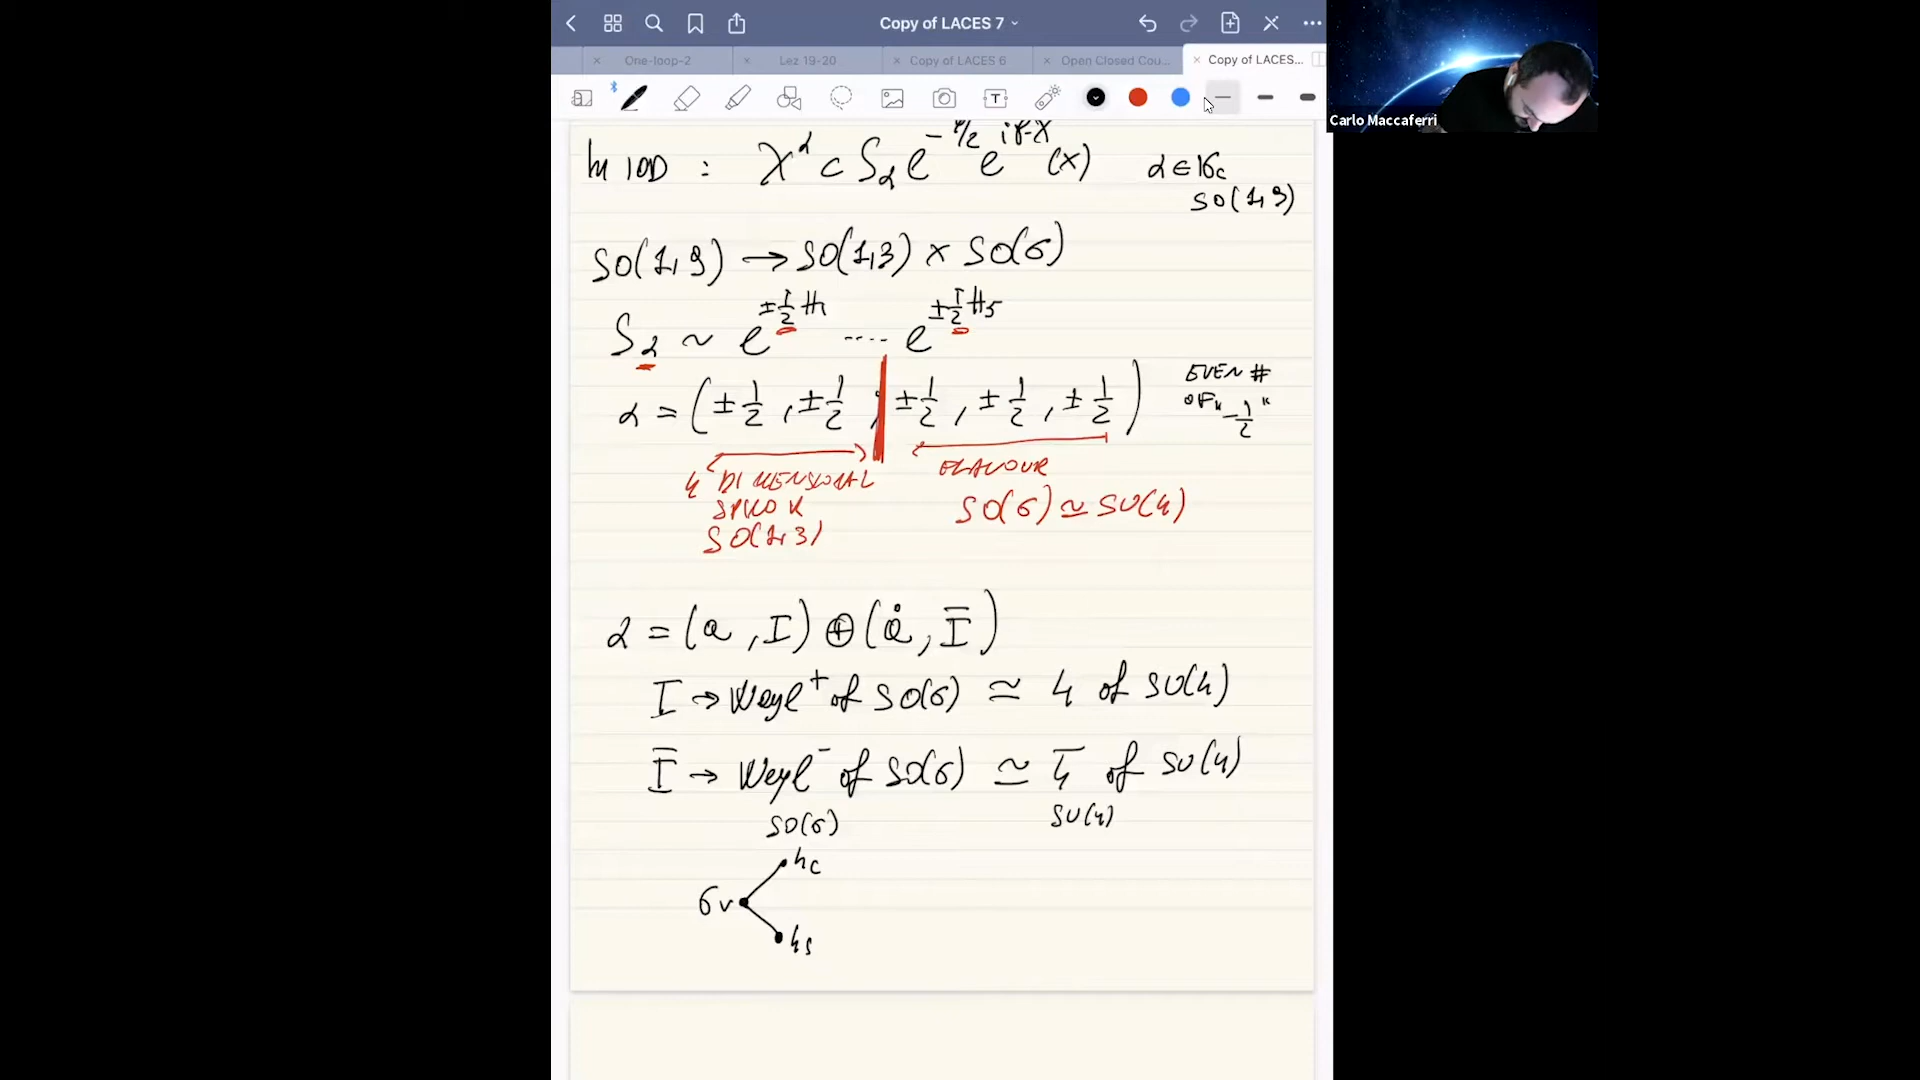 Copy of LACES 7
One-loop-2
Lez 19-20
Copy of LACES 6
Open Closed Cou...
Copy of LACES...
Carlo Maccaferri
In 10D : χ^α c S_α e^{-φ/2} e^{ip·X}(x) α ∈ 16_c
SO(1,9)
SO(1,9) → SO(1,3) × SO(6)
S_α ~ e^{±1/2 H_1} .... e^{±1/2 H_5}
α = (±1/2, ±1/2, ±1/2, ±1/2, ±1/2) EVEN #
OF "-1/2"
4 DIMENSIONAL
SPINOR
SO(1,3)
FLAVOUR
SO(6) ≃ SU(4)
α = (a, I) ⊕ (ȧ, Ī)
I → Weyl^+ of SO(6) ≃ 4 of SU(4)
Ī → Weyl^- of SO(6) ≃ 4̄ of SU(4)
SO(6) SU(4)
4_c
6_v
4_s